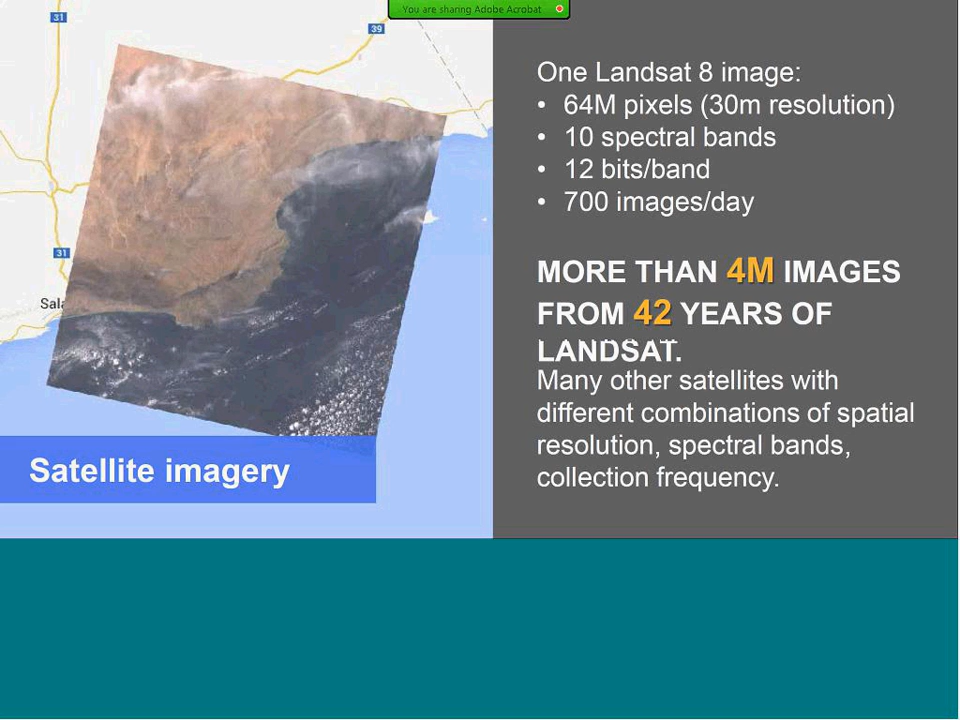 You are sharing Adobe Acrobat
31
39
One Landsat 8 image:
• 64M pixels (30m resolution)
• 10 spectral bands
• 12 bits/band
• 700 images/day
31
MORE THAN 4M IMAGES
FROM 42 YEARS OF
LANDSAT.
Many other satellites with
different combinations of spatial
resolution, spectral bands,
collection frequency.
Sala
Satellite imagery